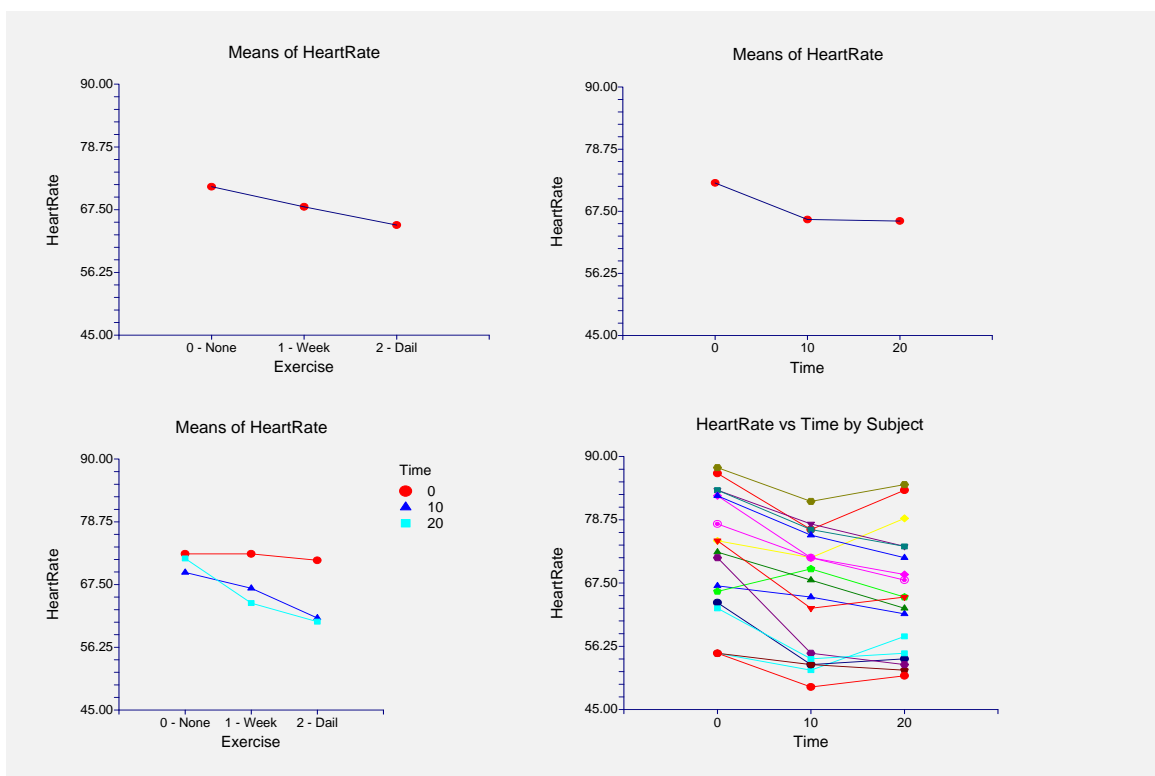 Means of HeartRate
90.00
78.75
67.50
56.25
45.00
HeartRate
0 - None 1 - Week 2 - Dail
Exercise
Means of HeartRate
90.00
78.75
67.50
56.25
45.00
HeartRate
0 10 20
Time
Means of HeartRate
90.00
78.75
67.50
56.25
45.00
HeartRate
0 - None 1 - Week 2 - Dail
Exercise
Time
0
10
20
HeartRate vs Time by Subject
90.00
78.75
67.50
56.25
45.00
HeartRate
0 10 20
Time